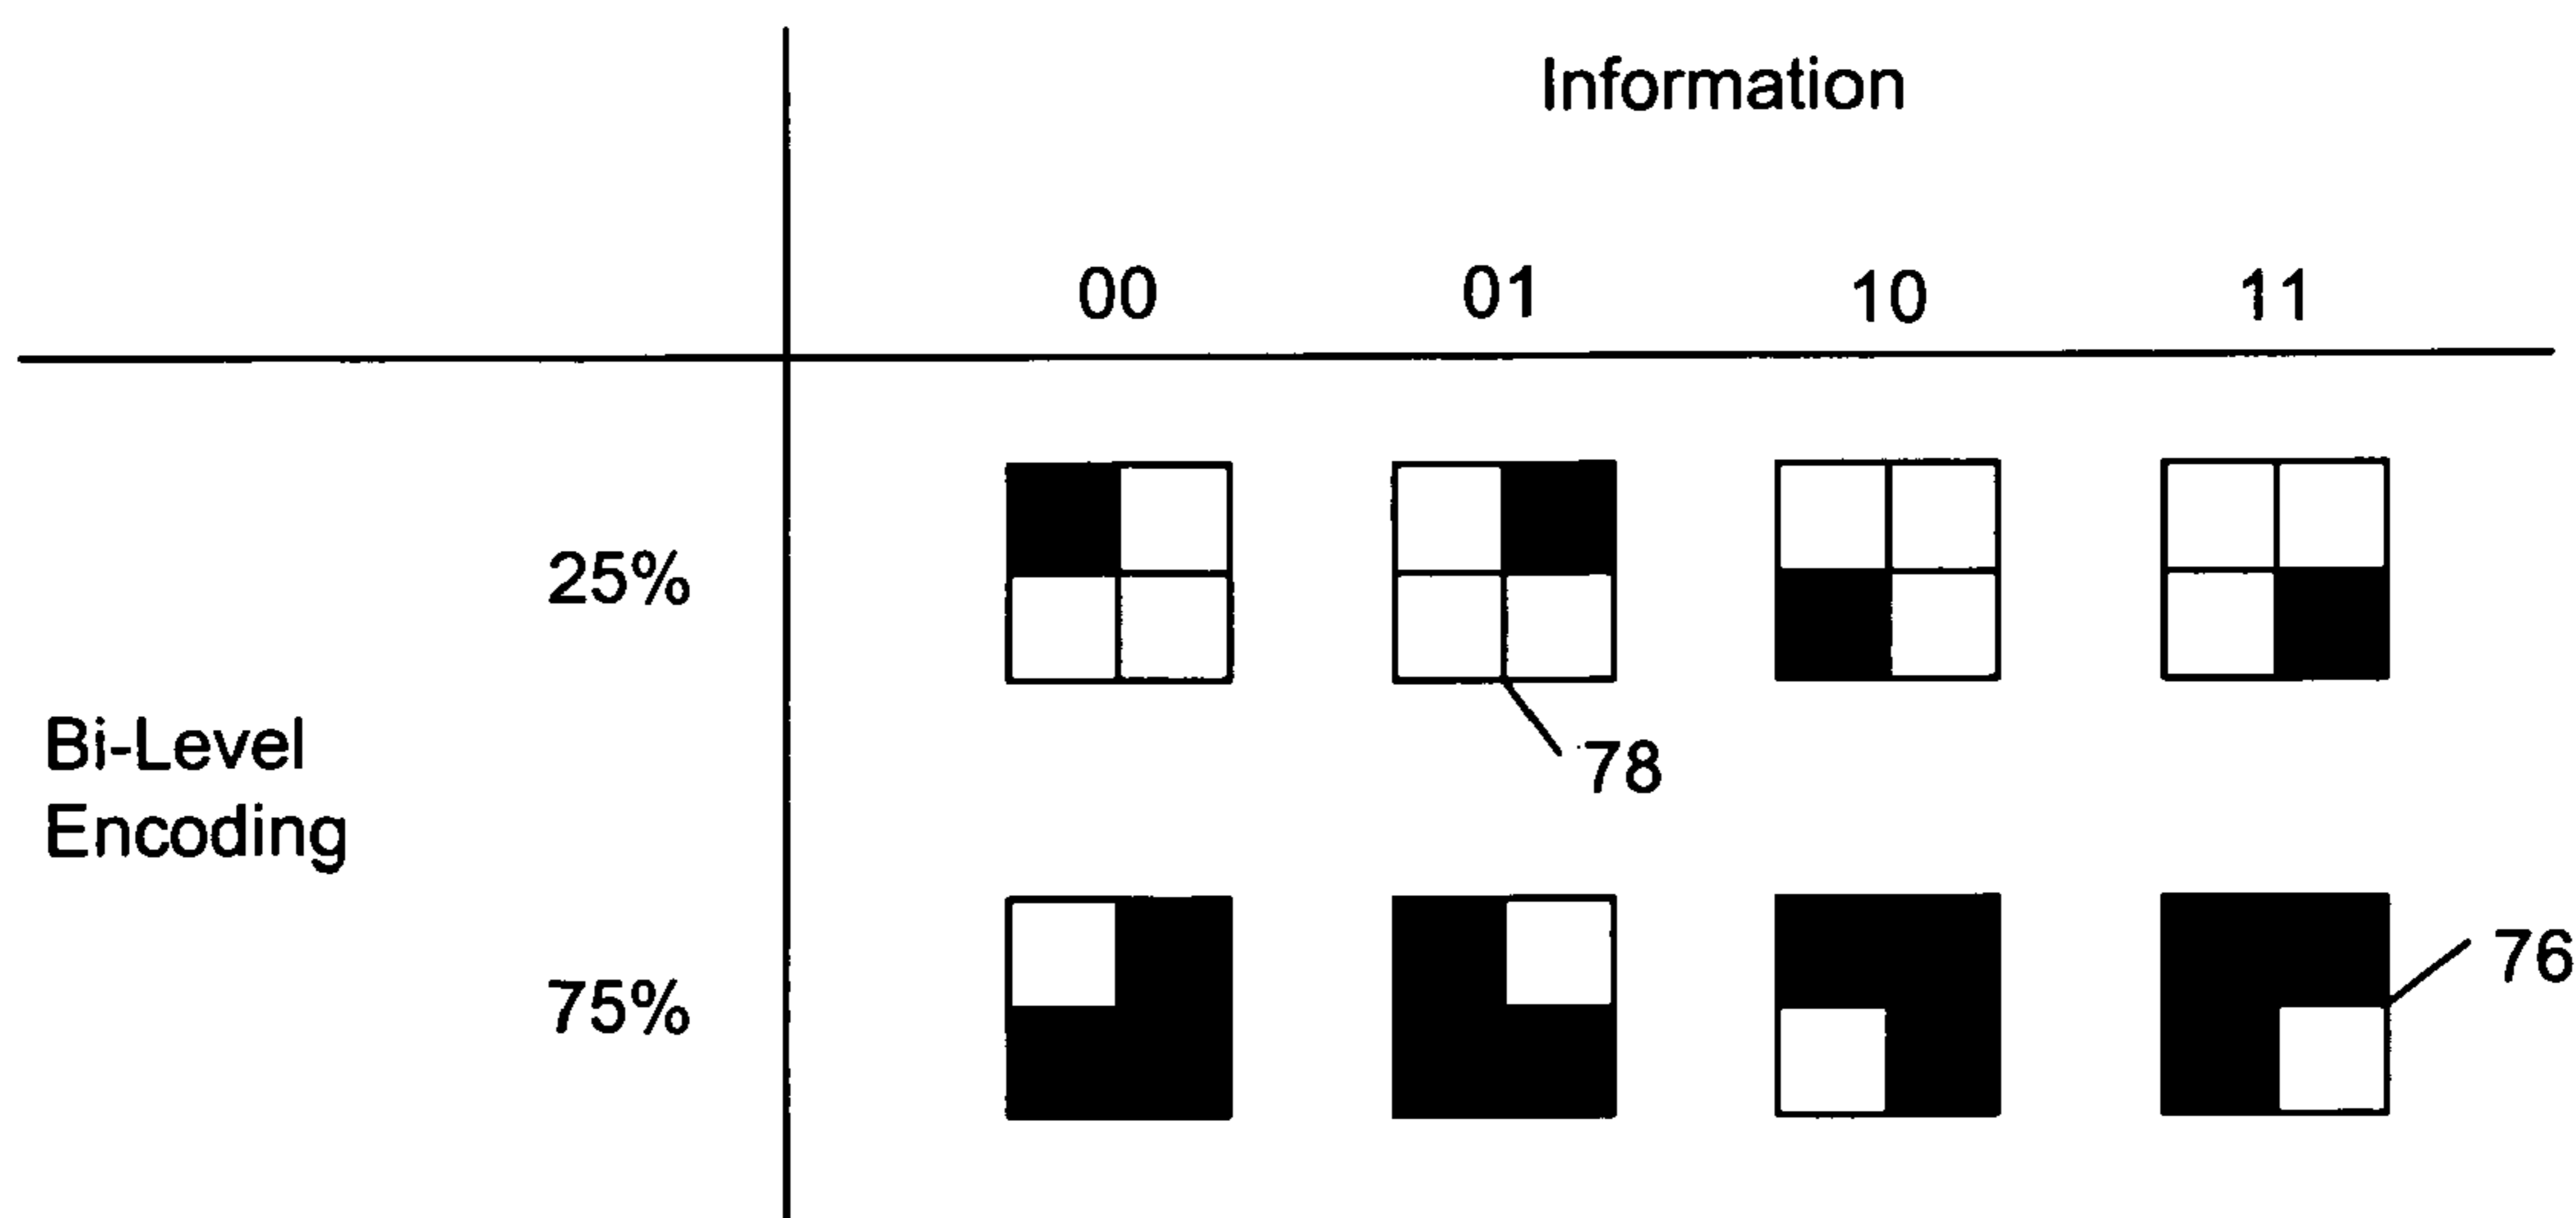 Information
00 01 10 11
25%
78
Bi-Level
Encoding
75%
76